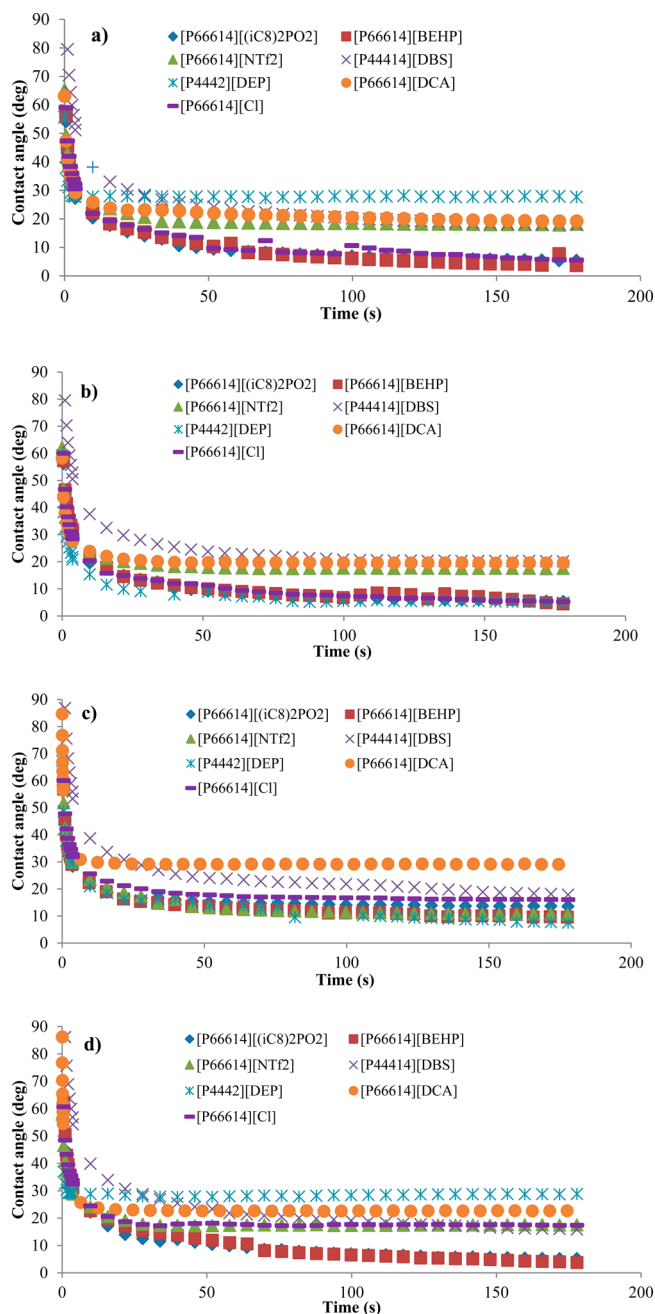 a)
[P66614][(iC8)2PO2] [P66614][BEHP]
[P66614][NTf2] [P44414][DBS]
[P4442][DEP] [P66614][DCA]
[P66614][Cl]
Contact angle (deg)
90
80
70
60
50
40
30
20
10
0
0 50 100 150 200
Time (s)
b)
[P66614][(iC8)2PO2] [P66614][BEHP]
[P66614][NTf2] [P44414][DBS]
[P4442][DEP] [P66614][DCA]
[P66614][Cl]
Contact angle (deg)
90
80
70
60
50
40
30
20
10
0
0 50 100 150 200
Time (s)
c)
[P66614][(iC8)2PO2] [P66614][BEHP]
[P66614][NTf2] [P44414][DBS]
[P4442][DEP] [P66614][DCA]
[P66614][Cl]
Contact angle (deg)
90
80
70
60
50
40
30
20
10
0
0 50 100 150 200
Time (s)
d)
[P66614][(iC8)2PO2] [P66614][BEHP]
[P66614][NTf2] [P44414][DBS]
[P4442][DEP] [P66614][DCA]
[P66614][Cl]
Contact angle (deg)
90
80
70
60
50
40
30
20
10
0
0 50 100 150 200
Time (s)